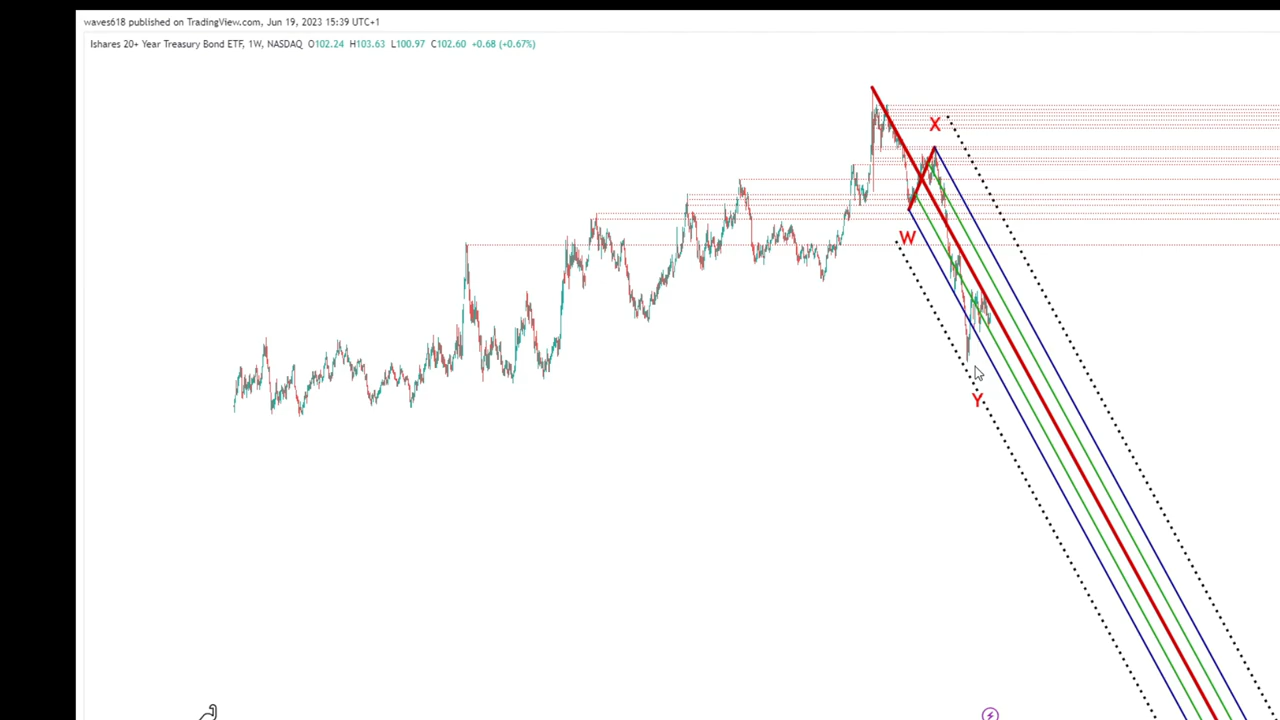 waves618 published on TradingView.com, Jun 19, 2023 15:39 UTC+1
Ishares 20+ Year Treasury Bond ETF, 1W, NASDAQ O102.24 H103.63 L100.97 C102.60 +0.68 (+0.67%)
X
W
Y